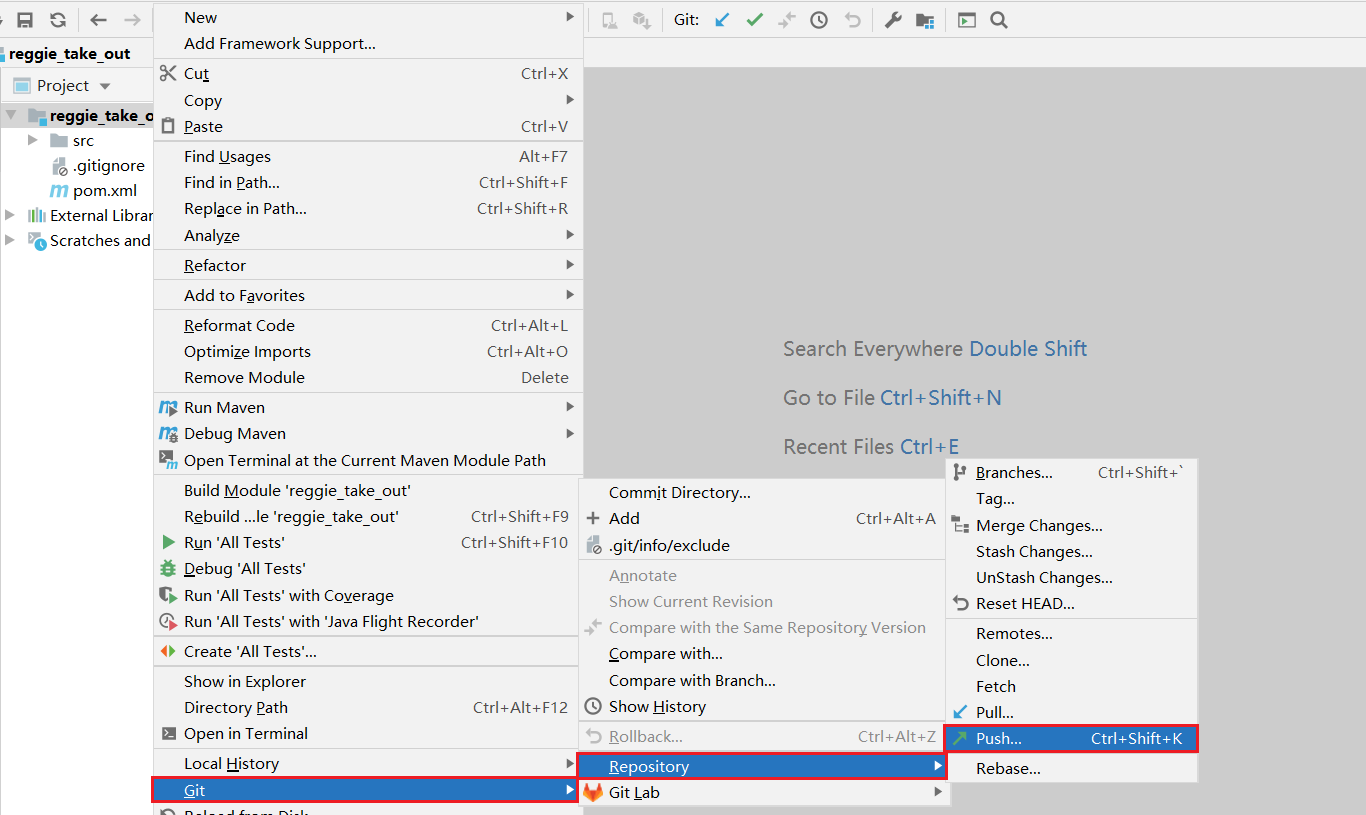 Git:
reggie_take_out
Project
reggie_take_o
src
.gitignore
pom.xml
External Librar
Scratches and
New
Add Framework Support...
Cut Ctrl+X
Copy
Paste Ctrl+V
Find Usages Alt+F7
Find in Path... Ctrl+Shift+F
Replace in Path... Ctrl+Shift+R
Analyze
Refactor
Add to Favorites
Reformat Code Ctrl+Alt+L
Optimize Imports Ctrl+Alt+O
Remove Module Delete
Run Maven
Debug Maven
Open Terminal at the Current Maven Module Path
Build Module 'reggie_take_out'
Rebuild ...le 'reggie_take_out' Ctrl+Shift+F9
Run 'All Tests' Ctrl+Shift+F10
Debug 'All Tests'
Run 'All Tests' with Coverage
Run 'All Tests' with 'Java Flight Recorder'
Create 'All Tests'...
Show in Explorer
Directory Path Ctrl+Alt+F12
Open in Terminal
Local History
Git
Reload from Disk
Commit Directory...
Add Ctrl+Alt+A
.git/info/exclude
Annotate
Show Current Revision
Compare with the Same Repository Version
Compare with...
Compare with Branch...
Show History
Rollback... Ctrl+Alt+Z
Repository
Git Lab
Branches... Ctrl+Shift+`
Tag...
Merge Changes...
Stash Changes...
UnStash Changes...
Reset HEAD...
Remotes...
Clone...
Fetch
Pull...
Push... Ctrl+Shift+K
Rebase...
Search Everywhere Double Shift
Go to File Ctrl+Shift+N
Recent Files Ctrl+E